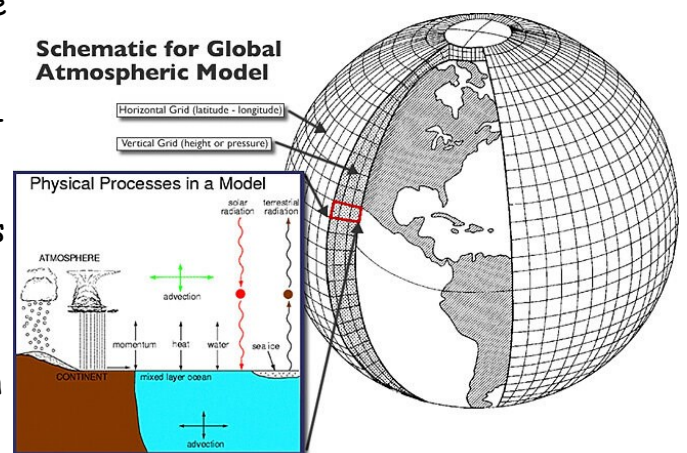 Schematic for Global
Atmospheric Model
Horizontal Grid (latitude - longitude)
Vertical Grid (height or pressure)
Physical Processes in a Model
solar
radiation
terrestrial
radiation
ATMOSPHERE
advection
momentum
heat
water
sea ice
CONTINENT
mixed layer ocean
advection